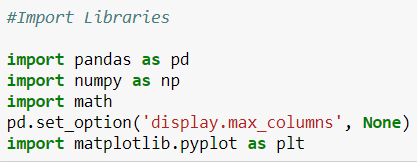 #Import Libraries
import pandas as pd
import numpy as np
import math
pd.set_option('display.max_columns', None)
import matplotlib.pyplot as plt